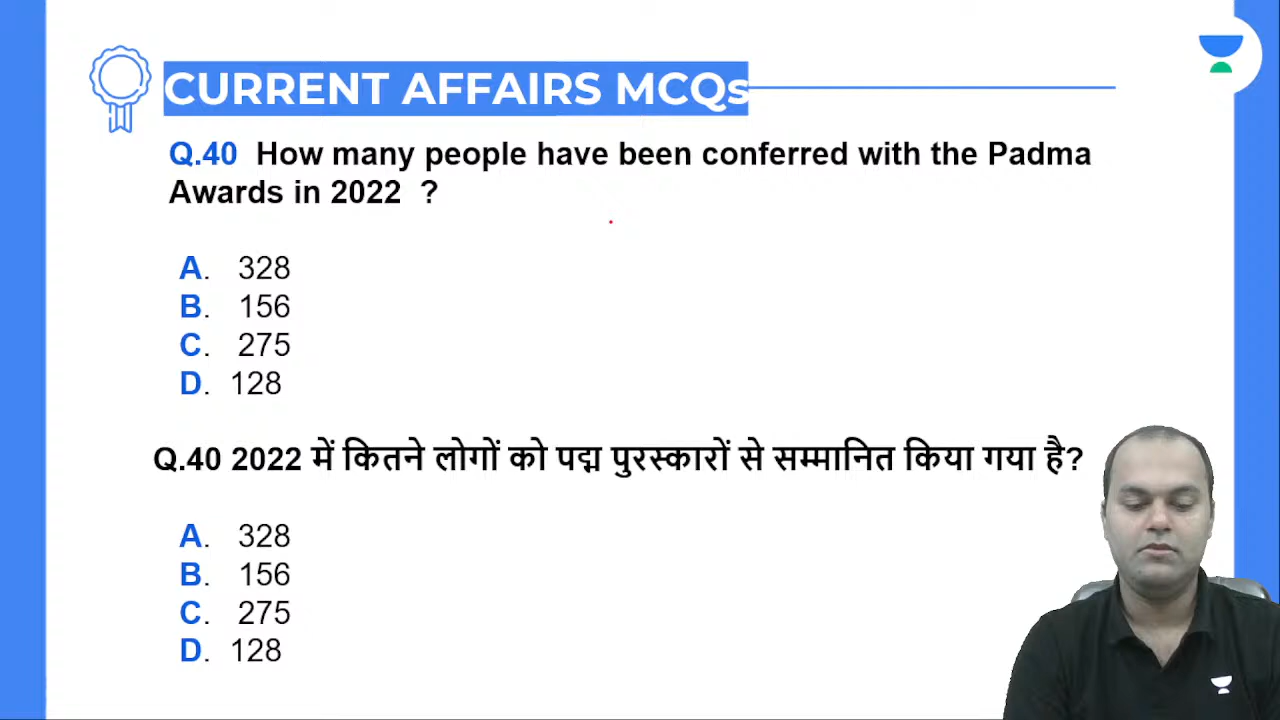 CURRENT AFFAIRS MCQs
Q.40 How many people have been conferred with the Padma
Awards in 2022 ?
A. 328
B. 156
C. 275
D. 128
Q.40 2022 में कितने लोगों को पद्म पुरस्कारों से सम्मानित किया गया है?
A. 328
B. 156
C. 275
D. 128